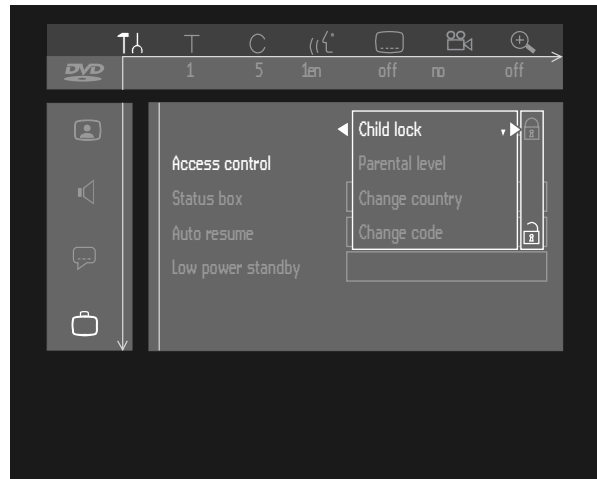 T C
DVD 1 5 1en off no off
Child lock
Access control Parental level
Status box Change country
Auto resume Change code
Low power standby